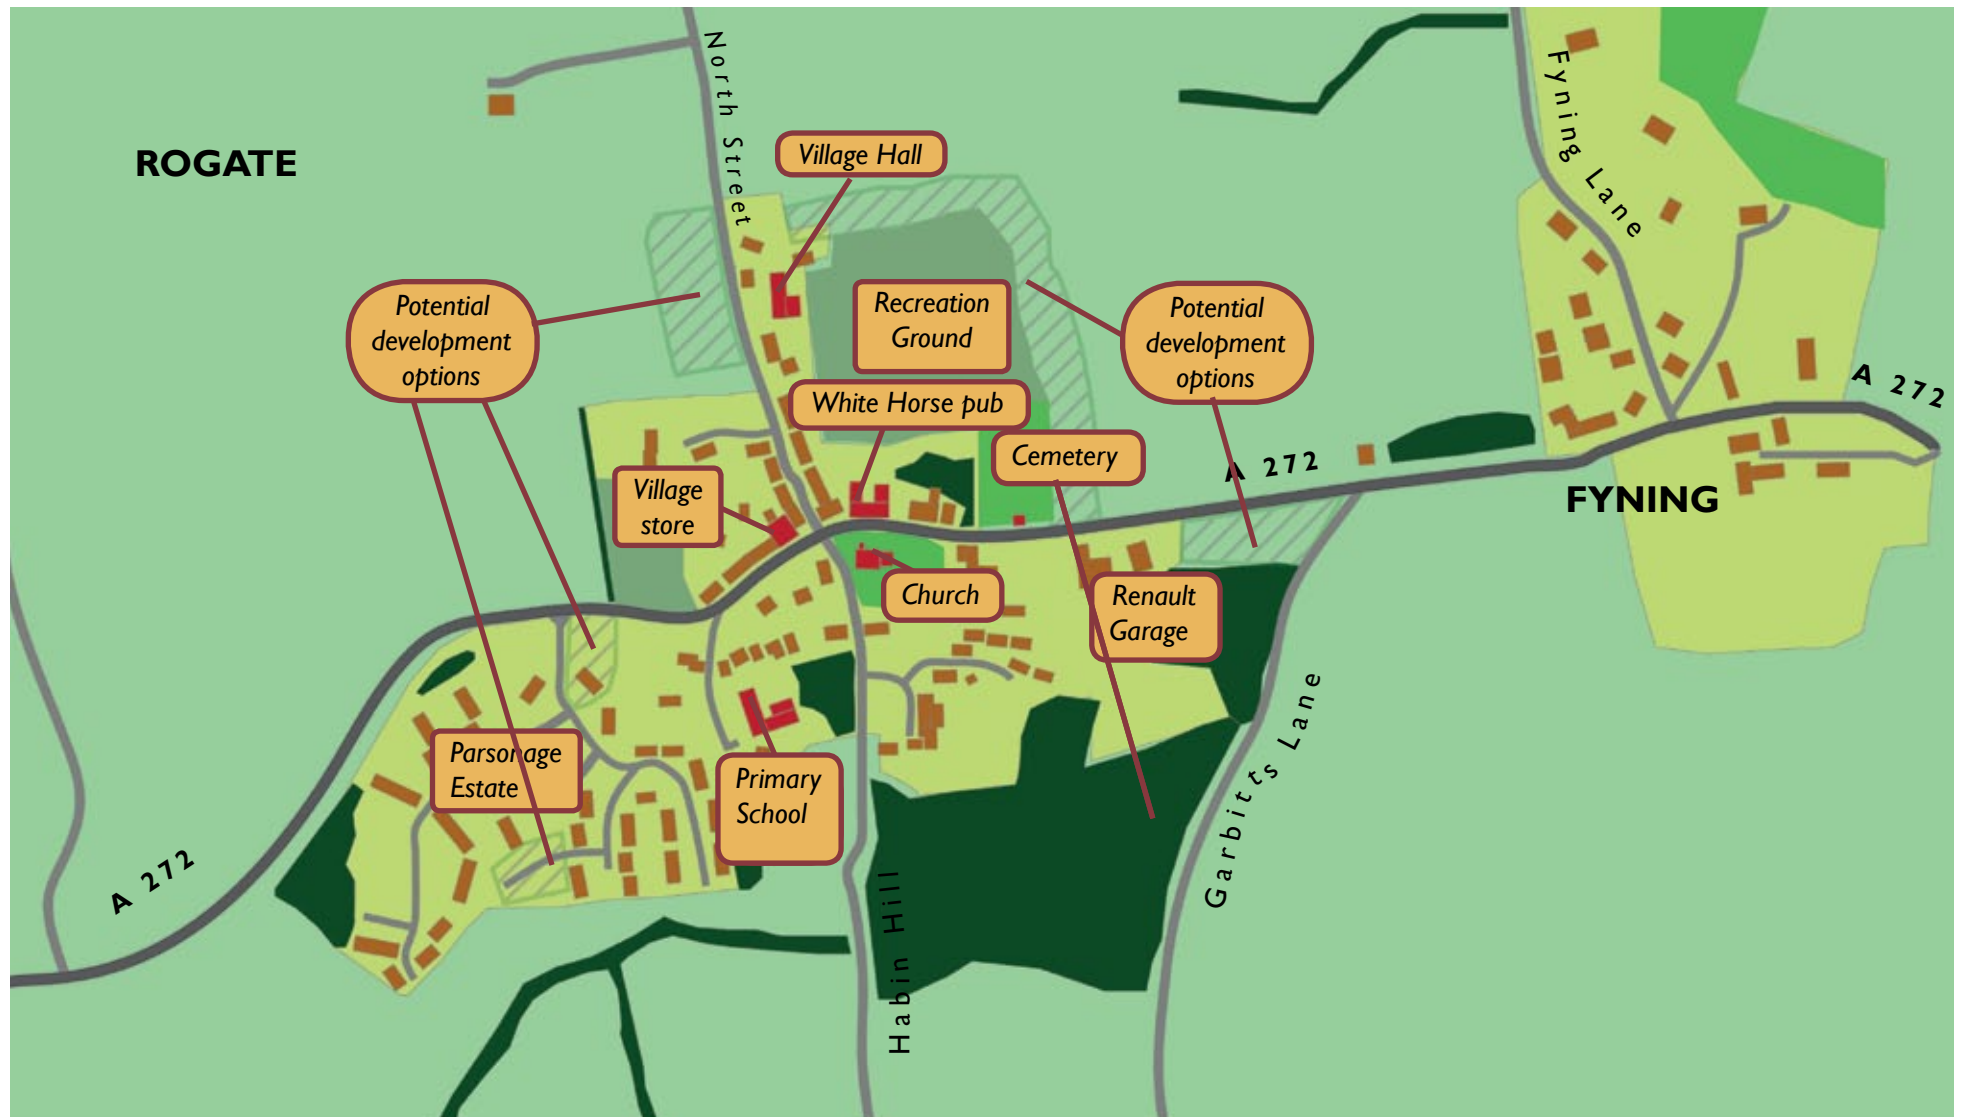 North Street
Fyning Lane
ROGATE
Village Hall
Potential
development
options
Recreation
Ground
Potential
development
options
White Horse pub
A 272
Cemetery
A 272
Village
store
FYNING
Church
Renault
Garage
Parsonage
Estate
Primary
School
Garbitts Lane
A 272
Habin Hill